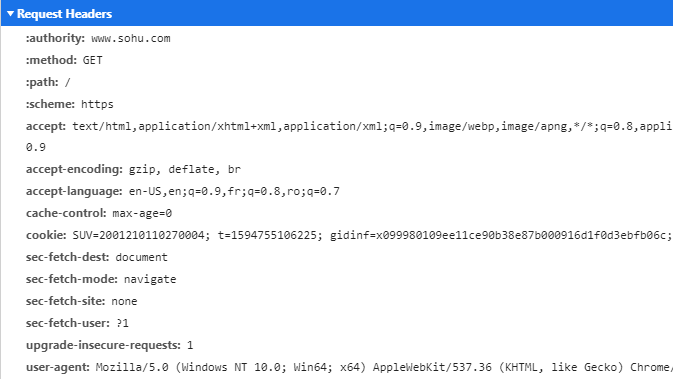 Request Headers
:authority: www.sohu.com
:method: GET
:path: /
:scheme: https
accept: text/html,application/xhtml+xml,application/xml;q=0.9,image/webp,image/apng,*/*;q=0.8,appli
0.9
accept-encoding: gzip, deflate, br
accept-language: en-US,en;q=0.9,fr;q=0.8,ro;q=0.7
cache-control: max-age=0
cookie: SUV=2001210110270004; t=1594755106225; gidinf=x099980109ee11ce90b38e87b000916d1f0d3ebfb06c;
sec-fetch-dest: document
sec-fetch-mode: navigate
sec-fetch-site: none
sec-fetch-user: ?1
upgrade-insecure-requests: 1
user-agent: Mozilla/5.0 (Windows NT 10.0; Win64; x64) AppleWebKit/537.36 (KHTML, like Gecko) Chrome/